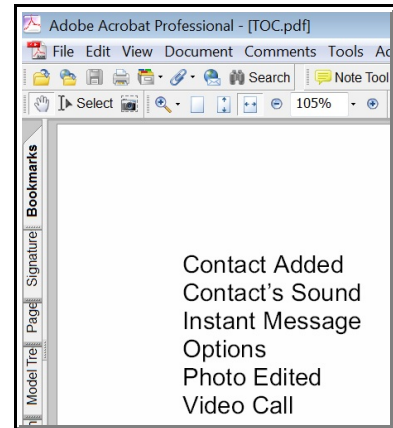 Adobe Acrobat Professional - [TOC.pdf]
File Edit View Document Comments Tools
Search Note Tool
Select 105%
Bookmarks
Signature
Page
Model Tre
Contact Added
Contact’s Sound
Instant Message
Options
Photo Edited
Video Call